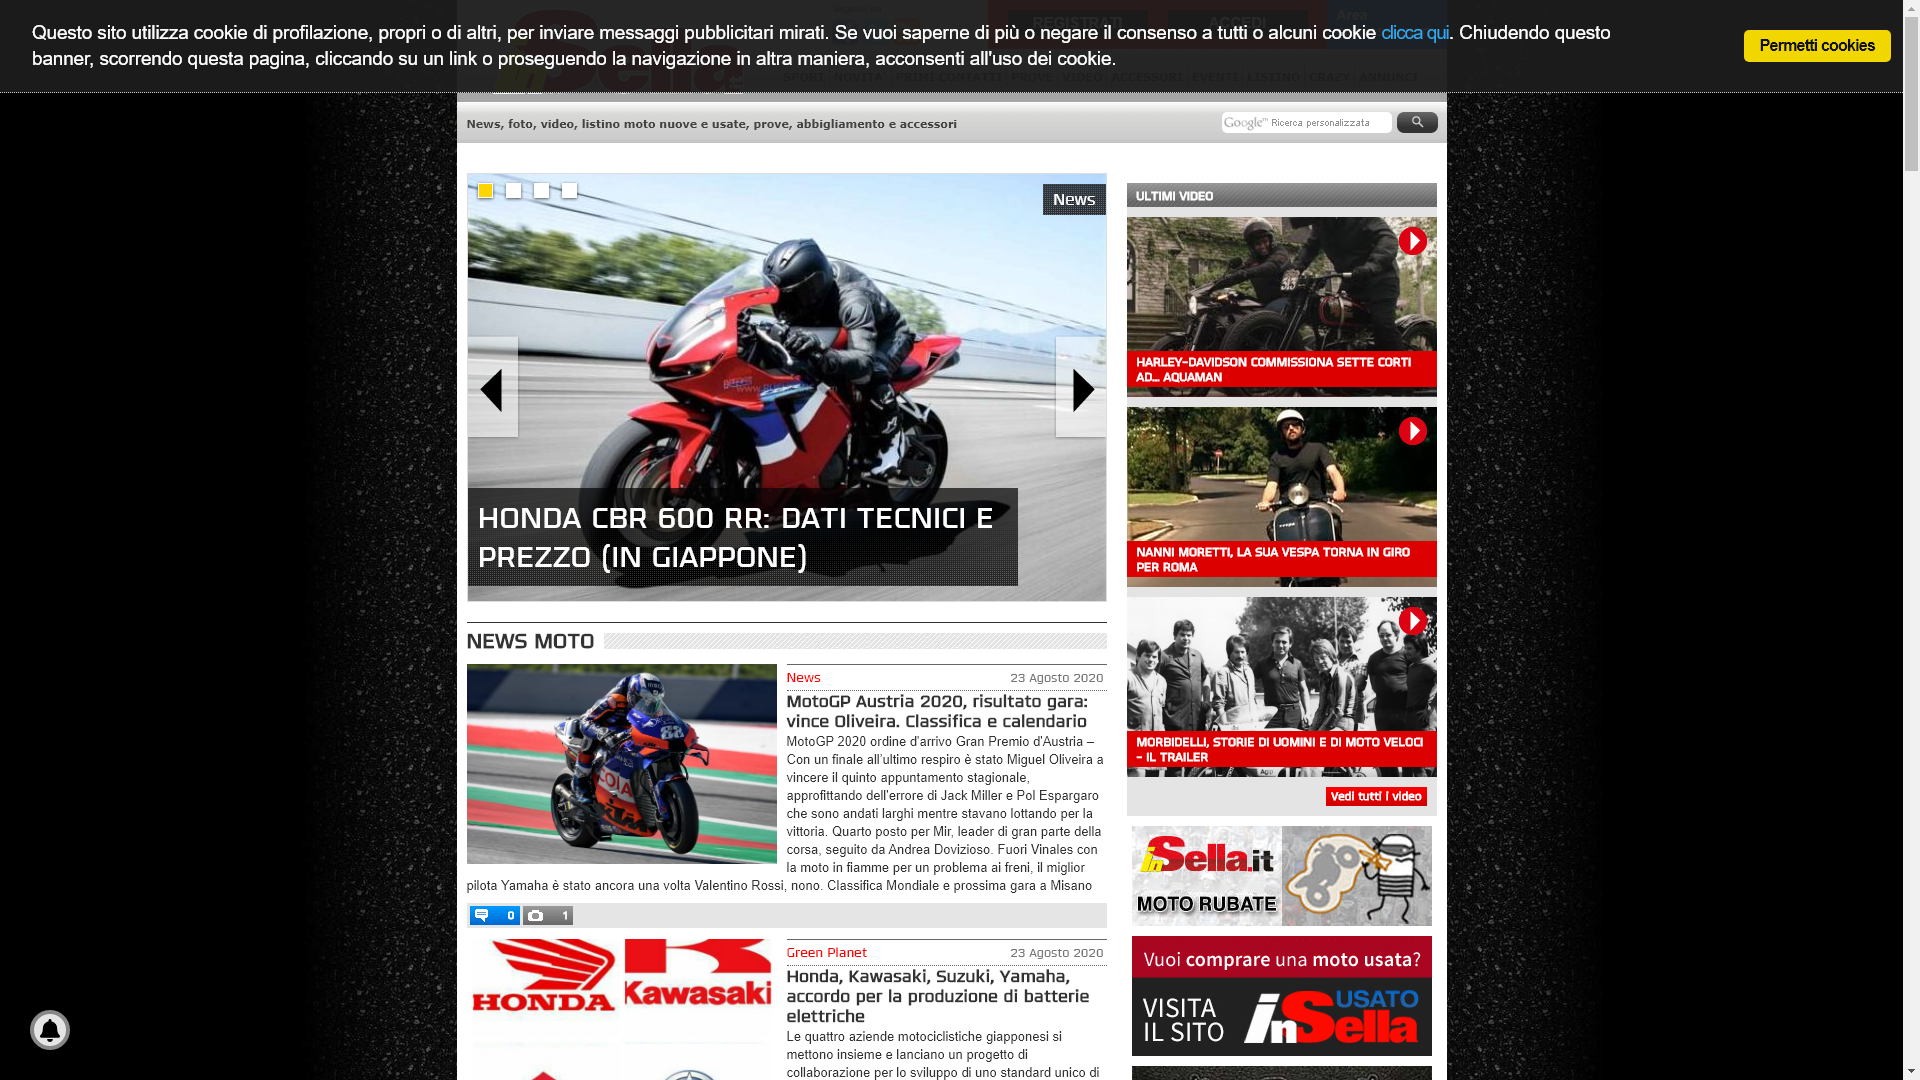 Questo sito utilizza cookie di profilazione, propri o di altri, per inviare messaggi pubblicitari mirati. Se vuoi saperne di più o negare il consenso a tutti o alcuni cookie clicca qui. Chiudendo questo
banner, scorrendo questa pagina, cliccando su un link o proseguendo la navigazione in altra maniera, acconsenti all'uso dei cookie.
Permetti cookies
REGISTRATI
ACCEDI
Area
SPORT NOVITA' PRIMI CONTATTI PROVE VIDEO ACCESSORI EVENTI LISTINO CRAZY ANNUNCI
News, foto, video, listino moto nuove e usate, prove, abbigliamento e accessori
Google™ Ricerca personalizzata
News
HONDA CBR 600 RR: DATI TECNICI E
PREZZO (IN GIAPPONE)
NEWS MOTO
News
23 Agosto 2020
MotoGP Austria 2020, risultato gara:
vince Oliveira. Classifica e calendario
MotoGP 2020 ordine d'arrivo Gran Premio d'Austria –
Con un finale all'ultimo respiro è stato Miguel Oliveira a
vincere il quinto appuntamento stagionale,
approfittando dell'errore di Jack Miller e Pol Espargaro
che sono andati larghi mentre stavano lottando per la
vittoria. Quarto posto per Mir, leader di gran parte della
corsa, seguito da Andrea Dovizioso. Fuori Vinales con
la moto in fiamme per un problema ai freni, il miglior
pilota Yamaha è stato ancora una volta Valentino Rossi, nono. Classifica Mondiale e prossima gara a Misano
0
1
88
HONDA
Kawasaki
Green Planet
23 Agosto 2020
Honda, Kawasaki, Suzuki, Yamaha,
accordo per la produzione di batterie
elettriche
Le quattro aziende motociclistiche giapponesi si
mettono insieme e lanciano un progetto di
collaborazione per lo sviluppo di uno standard unico di
ULTIMI VIDEO
HARLEY-DAVIDSON COMMISSIONA SETTE CORTI
AD... AQUAMAN
NANNI MORETTI, LA SUA VESPA TORNA IN GIRO
PER ROMA
MORBIDELLI, STORIE DI UOMINI E DI MOTO VELOCI
- IL TRAILER
Vedi tutti i video
inSella.it
MOTO RUBATE
Vuoi comprare una moto usata?
VISITA
IL SITO
USATO
inSella